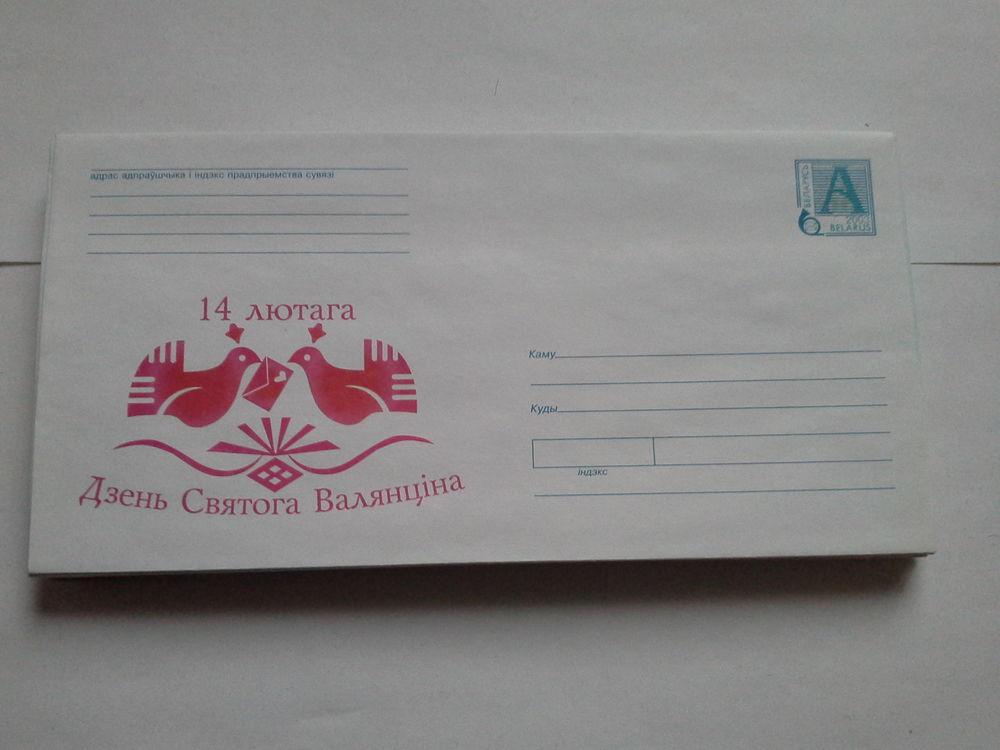 адрас адпраўшчыка і індэкс прадпрыемства сувязі
БЕЛАРУСЬ
А
BELARUS
14 лютага
Дзень Святога Валянціна
Каму
Куды
індэкс